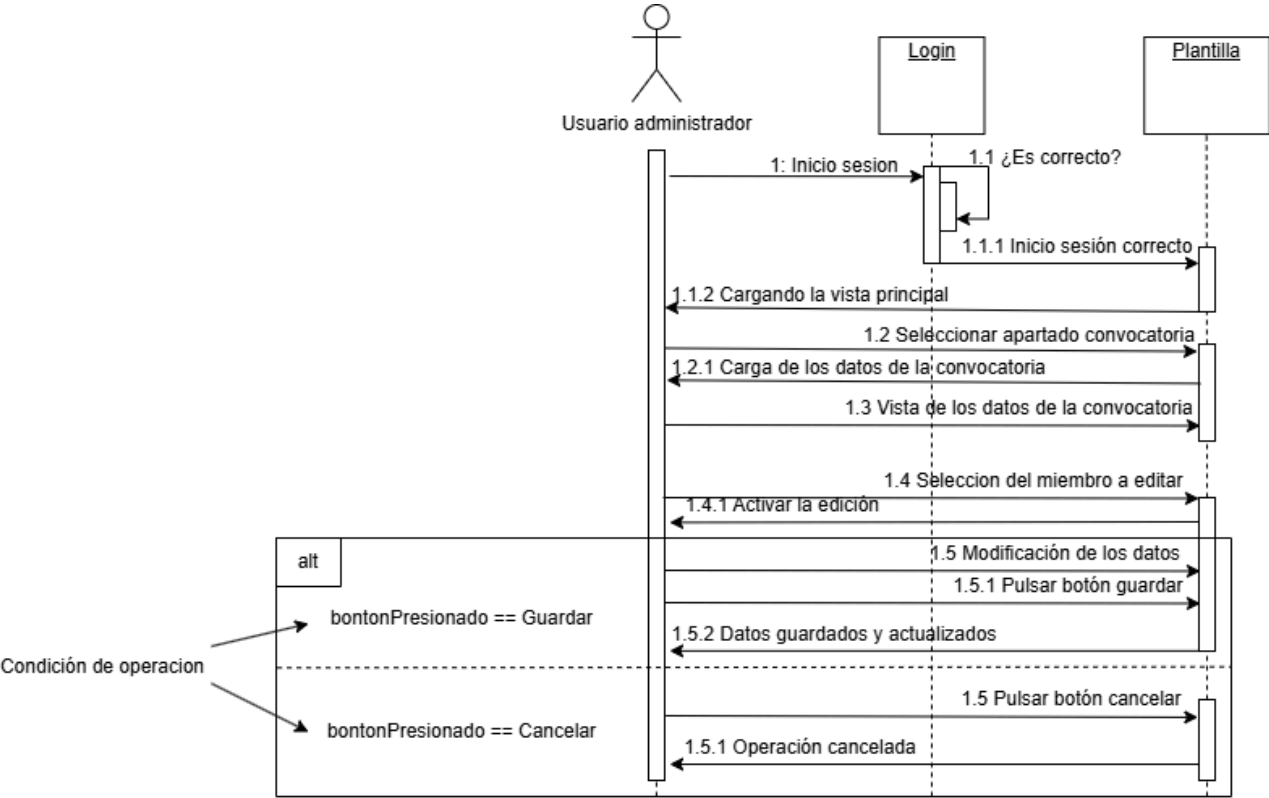 Login
Plantilla
Usuario administrador
1.1 ¿Es correcto?
1: Inicio sesion
1.1.1 Inicio sesión correcto
1.1.2 Cargando la vista principal
1.2 Seleccionar apartado convocatoria
1.2.1 Carga de los datos de la convocatoria
1.3 Vista de los datos de la convocatoria
1.4 Seleccion del miembro a editar
1.4.1 Activar la edición
alt
1.5 Modificación de los datos
1.5.1 Pulsar botón guardar
bontonPresionado == Guardar
1.5.2 Datos guardados y actualizados
Condición de operacion
1.5 Pulsar botón cancelar
bontonPresionado == Cancelar
1.5.1 Operación cancelada